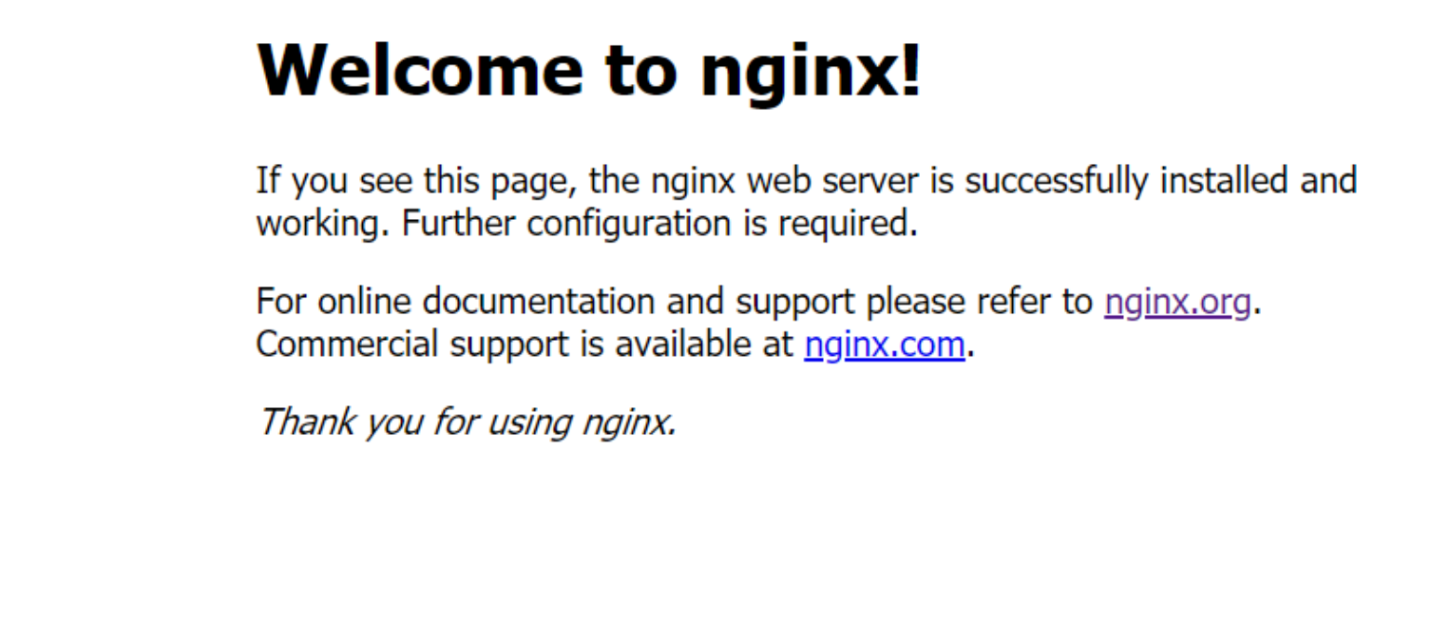 Welcome to nginx!
If you see this page, the nginx web server is successfully installed and
working. Further configuration is required.
For online documentation and support please refer to nginx.org.
Commercial support is available at nginx.com.
Thank you for using nginx.